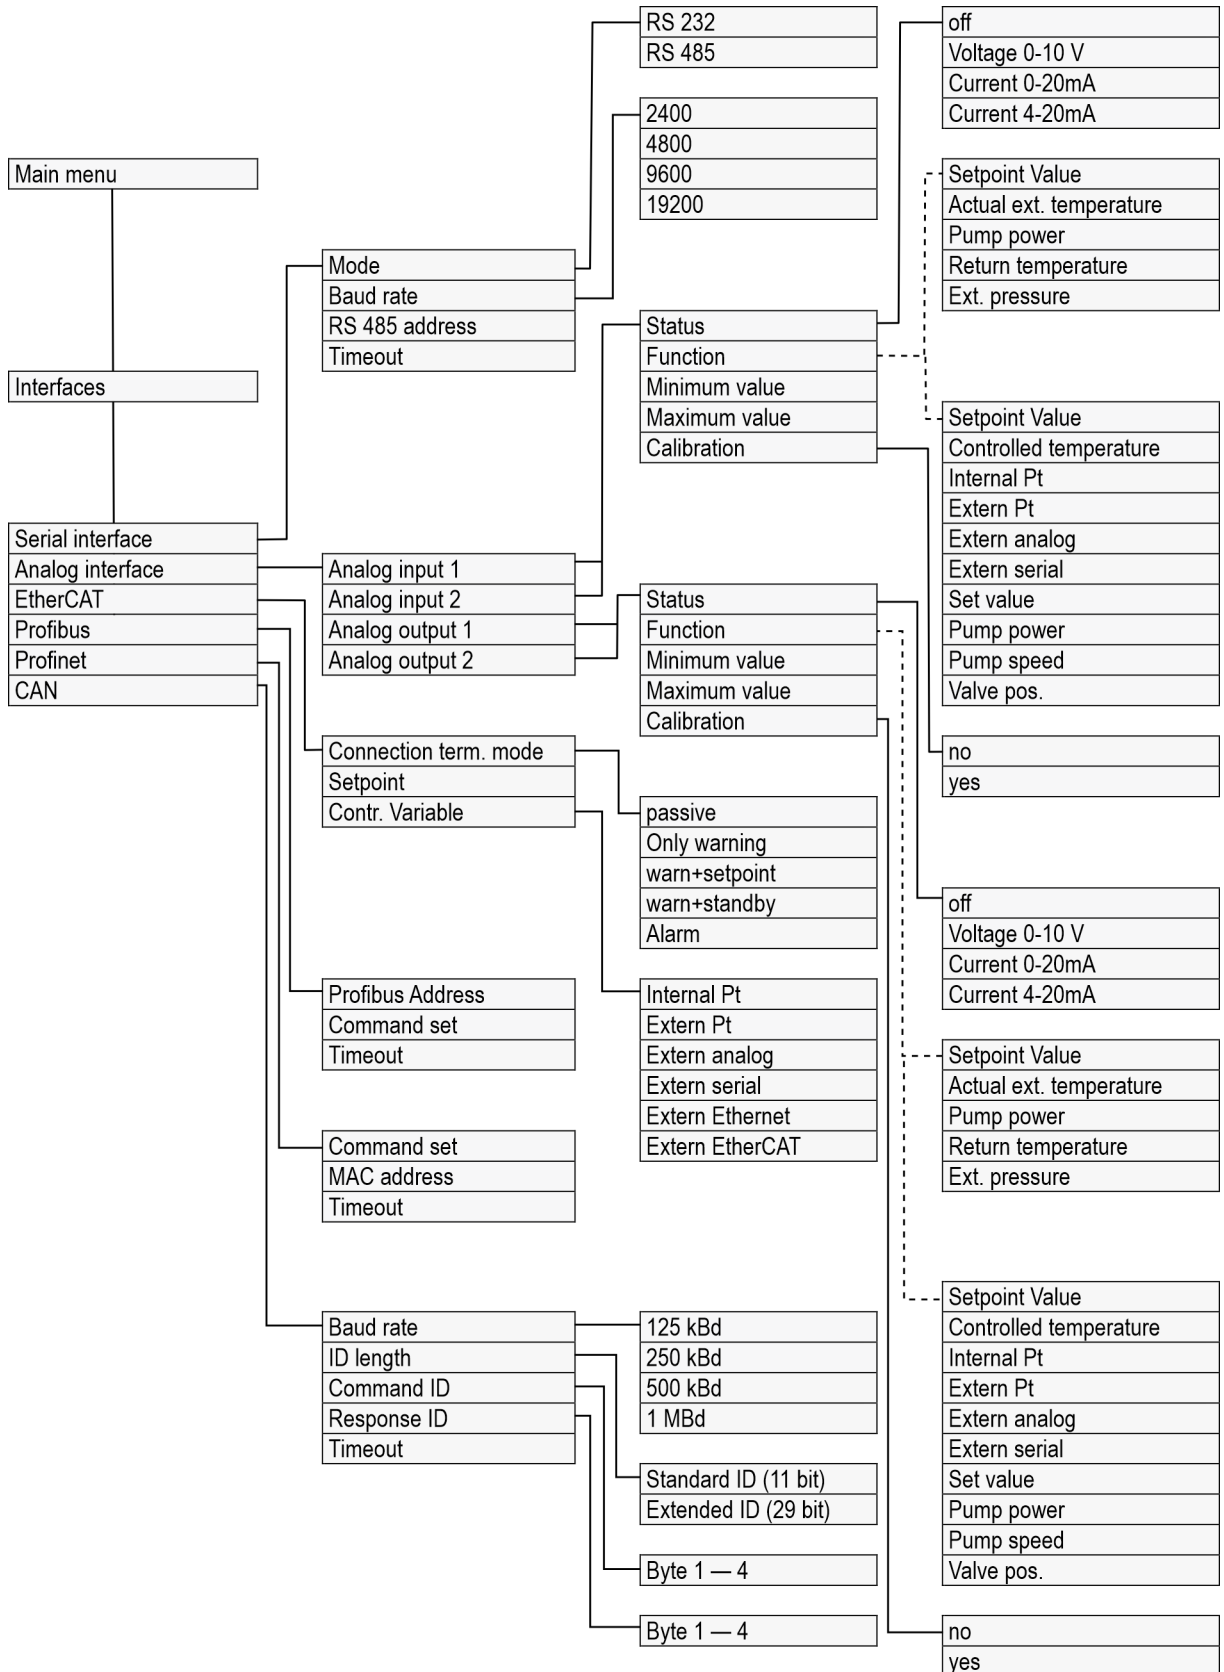 Main menu
Interfaces
Serial interface
Analog interface
EtherCAT
Profibus
Profinet
CAN
Mode
Baud rate
RS 485 address
Timeout
Analog input 1
Analog input 2
Analog output 1
Analog output 2
Connection term. mode
Setpoint
Contr. Variable
Profibus Address
Command set
Timeout
Command set
MAC address
Timeout
Baud rate
ID length
Command ID
Response ID
Timeout
RS 232
RS 485
2400
4800
9600
19200
Status
Function
Minimum value
Maximum value
Calibration
Status
Function
Minimum value
Maximum value
Calibration
passive
Only warning
warn+setpoint
warn+standby
Alarm
Internal Pt
Extern Pt
Extern analog
Extern serial
Extern Ethernet
Extern EtherCAT
125 kBd
250 kBd
500 kBd
1 MBd
Standard ID (11 bit)
Extended ID (29 bit)
Byte 1 — 4
Byte 1 — 4
off
Voltage 0-10 V
Current 0-20mA
Current 4-20mA
Setpoint Value
Actual ext. temperature
Pump power
Return temperature
Ext. pressure
Setpoint Value
Controlled temperature
Internal Pt
Extern Pt
Extern analog
Extern serial
Set value
Pump power
Pump speed
Valve pos.
no
yes
off
Voltage 0-10 V
Current 0-20mA
Current 4-20mA
Setpoint Value
Actual ext. temperature
Pump power
Return temperature
Ext. pressure
Setpoint Value
Controlled temperature
Internal Pt
Extern Pt
Extern analog
Extern serial
Set value
Pump power
Pump speed
Valve pos.
no
yes